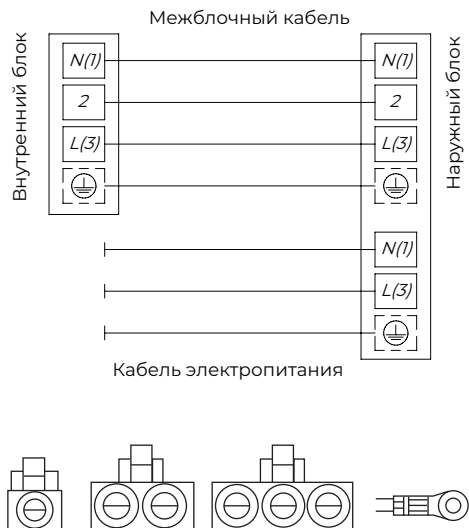 Межблочный кабель
Внутренний блок
Наружный блок
N(1) N(1)
2 2
L(3) L(3)
N(1)
L(3)
Кабель электропитания